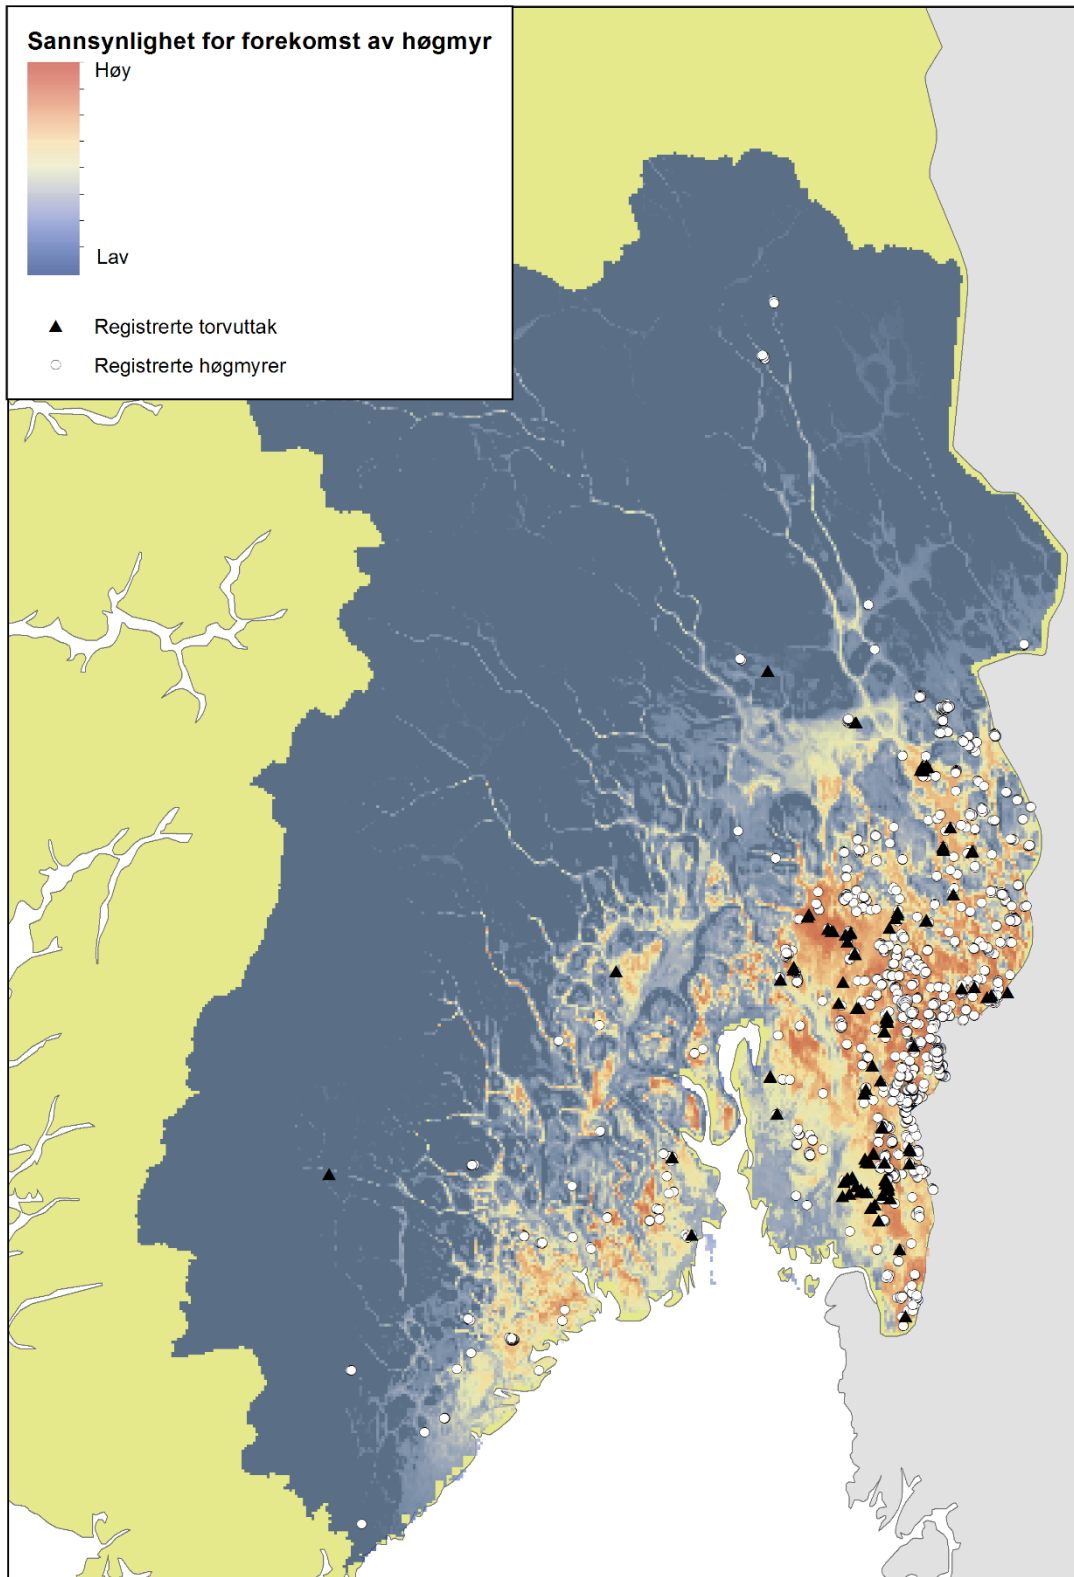 Sannsynlighet for forekomst av høgmyr
Høy
Lav
Registrerte torvuttak
Registrerte høgmyrer